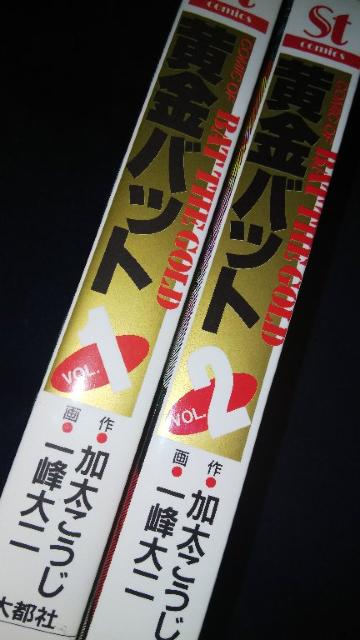 St
comics
黄金バット
COMIC OF
BAT THE GOLD
VOL.1
作●加太こうじ
画●一峰大二
大都社
St
comics
黄金バット
COMIC OF
BAT THE GOLD
VOL.2
作●加太こうじ
画●一峰大二